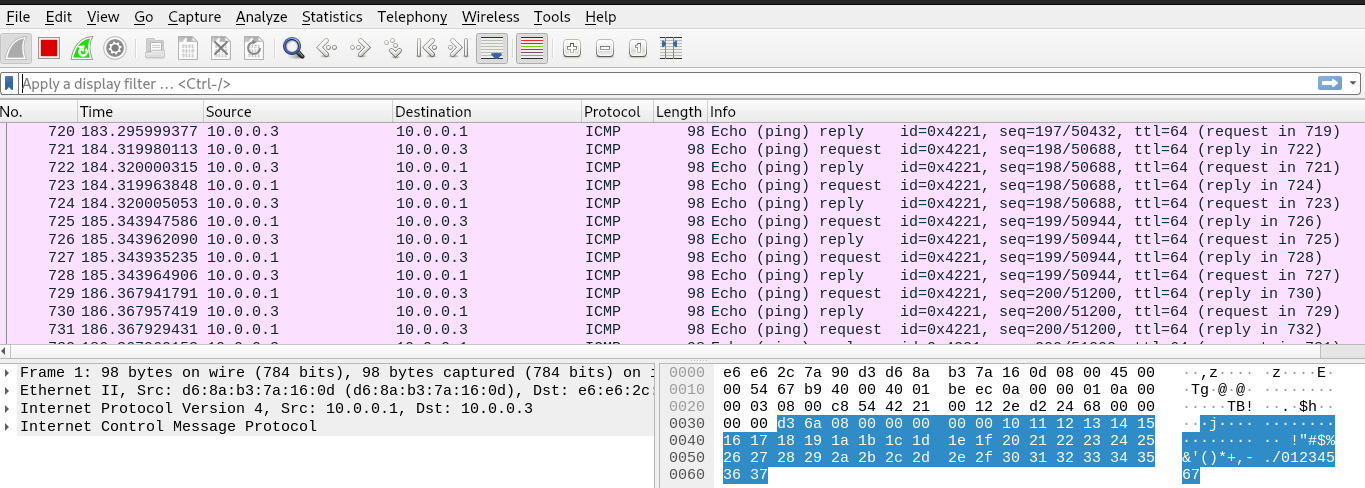 File Edit View Go Capture Analyze Statistics Telephony Wireless Tools Help
Apply a display filter … <Ctrl-/>
No. Time Source Destination Protocol Length Info
720 183.295999377 10.0.0.3 10.0.0.1 ICMP 98 Echo (ping) reply id=0x4221, seq=197/50432, ttl=64 (request in 719)
721 184.319980113 10.0.0.1 10.0.0.3 ICMP 98 Echo (ping) request id=0x4221, seq=198/50688, ttl=64 (reply in 722)
722 184.320000315 10.0.0.3 10.0.0.1 ICMP 98 Echo (ping) reply id=0x4221, seq=198/50688, ttl=64 (request in 721)
723 184.319963848 10.0.0.1 10.0.0.3 ICMP 98 Echo (ping) request id=0x4221, seq=198/50688, ttl=64 (reply in 724)
724 184.320005053 10.0.0.3 10.0.0.1 ICMP 98 Echo (ping) reply id=0x4221, seq=198/50688, ttl=64 (request in 723)
725 185.343947586 10.0.0.1 10.0.0.3 ICMP 98 Echo (ping) request id=0x4221, seq=199/50944, ttl=64 (reply in 726)
726 185.343962090 10.0.0.3 10.0.0.1 ICMP 98 Echo (ping) reply id=0x4221, seq=199/50944, ttl=64 (request in 725)
727 185.343935235 10.0.0.1 10.0.0.3 ICMP 98 Echo (ping) request id=0x4221, seq=199/50944, ttl=64 (reply in 728)
728 185.343964906 10.0.0.3 10.0.0.1 ICMP 98 Echo (ping) reply id=0x4221, seq=199/50944, ttl=64 (request in 727)
729 186.367941791 10.0.0.1 10.0.0.3 ICMP 98 Echo (ping) request id=0x4221, seq=200/51200, ttl=64 (reply in 730)
730 186.367957419 10.0.0.3 10.0.0.1 ICMP 98 Echo (ping) reply id=0x4221, seq=200/51200, ttl=64 (request in 729)
731 186.367929431 10.0.0.1 10.0.0.3 ICMP 98 Echo (ping) request id=0x4221, seq=200/51200, ttl=64 (reply in 732)
Frame 1: 98 bytes on wire (784 bits), 98 bytes captured (784 bits) on i
Ethernet II, Src: d6:8a:b3:7a:16:0d (d6:8a:b3:7a:16:0d), Dst: e6:e6:2c:
Internet Protocol Version 4, Src: 10.0.0.1, Dst: 10.0.0.3
Internet Control Message Protocol
0000 e6 e6 2c 7a 90 d3 d6 8a b3 7a 16 0d 08 00 45 00 ··,z···· ·z····E·
0010 00 54 67 b9 40 00 40 01 be ec 0a 00 00 01 0a 00 ·Tg·@·@· ········
0020 00 03 08 00 c8 54 42 21 00 12 2e d2 24 68 00 00 ·····TB! ··.·$h··
0030 00 00 d3 6a 08 00 00 00 00 00 10 11 12 13 14 15 ···j···· ········
0040 16 17 18 19 1a 1b 1c 1d 1e 1f 20 21 22 23 24 25 ········ ·· !"#$%
0050 26 27 28 29 2a 2b 2c 2d 2e 2f 30 31 32 33 34 35 &'()*+,- ./012345
0060 36 37 67